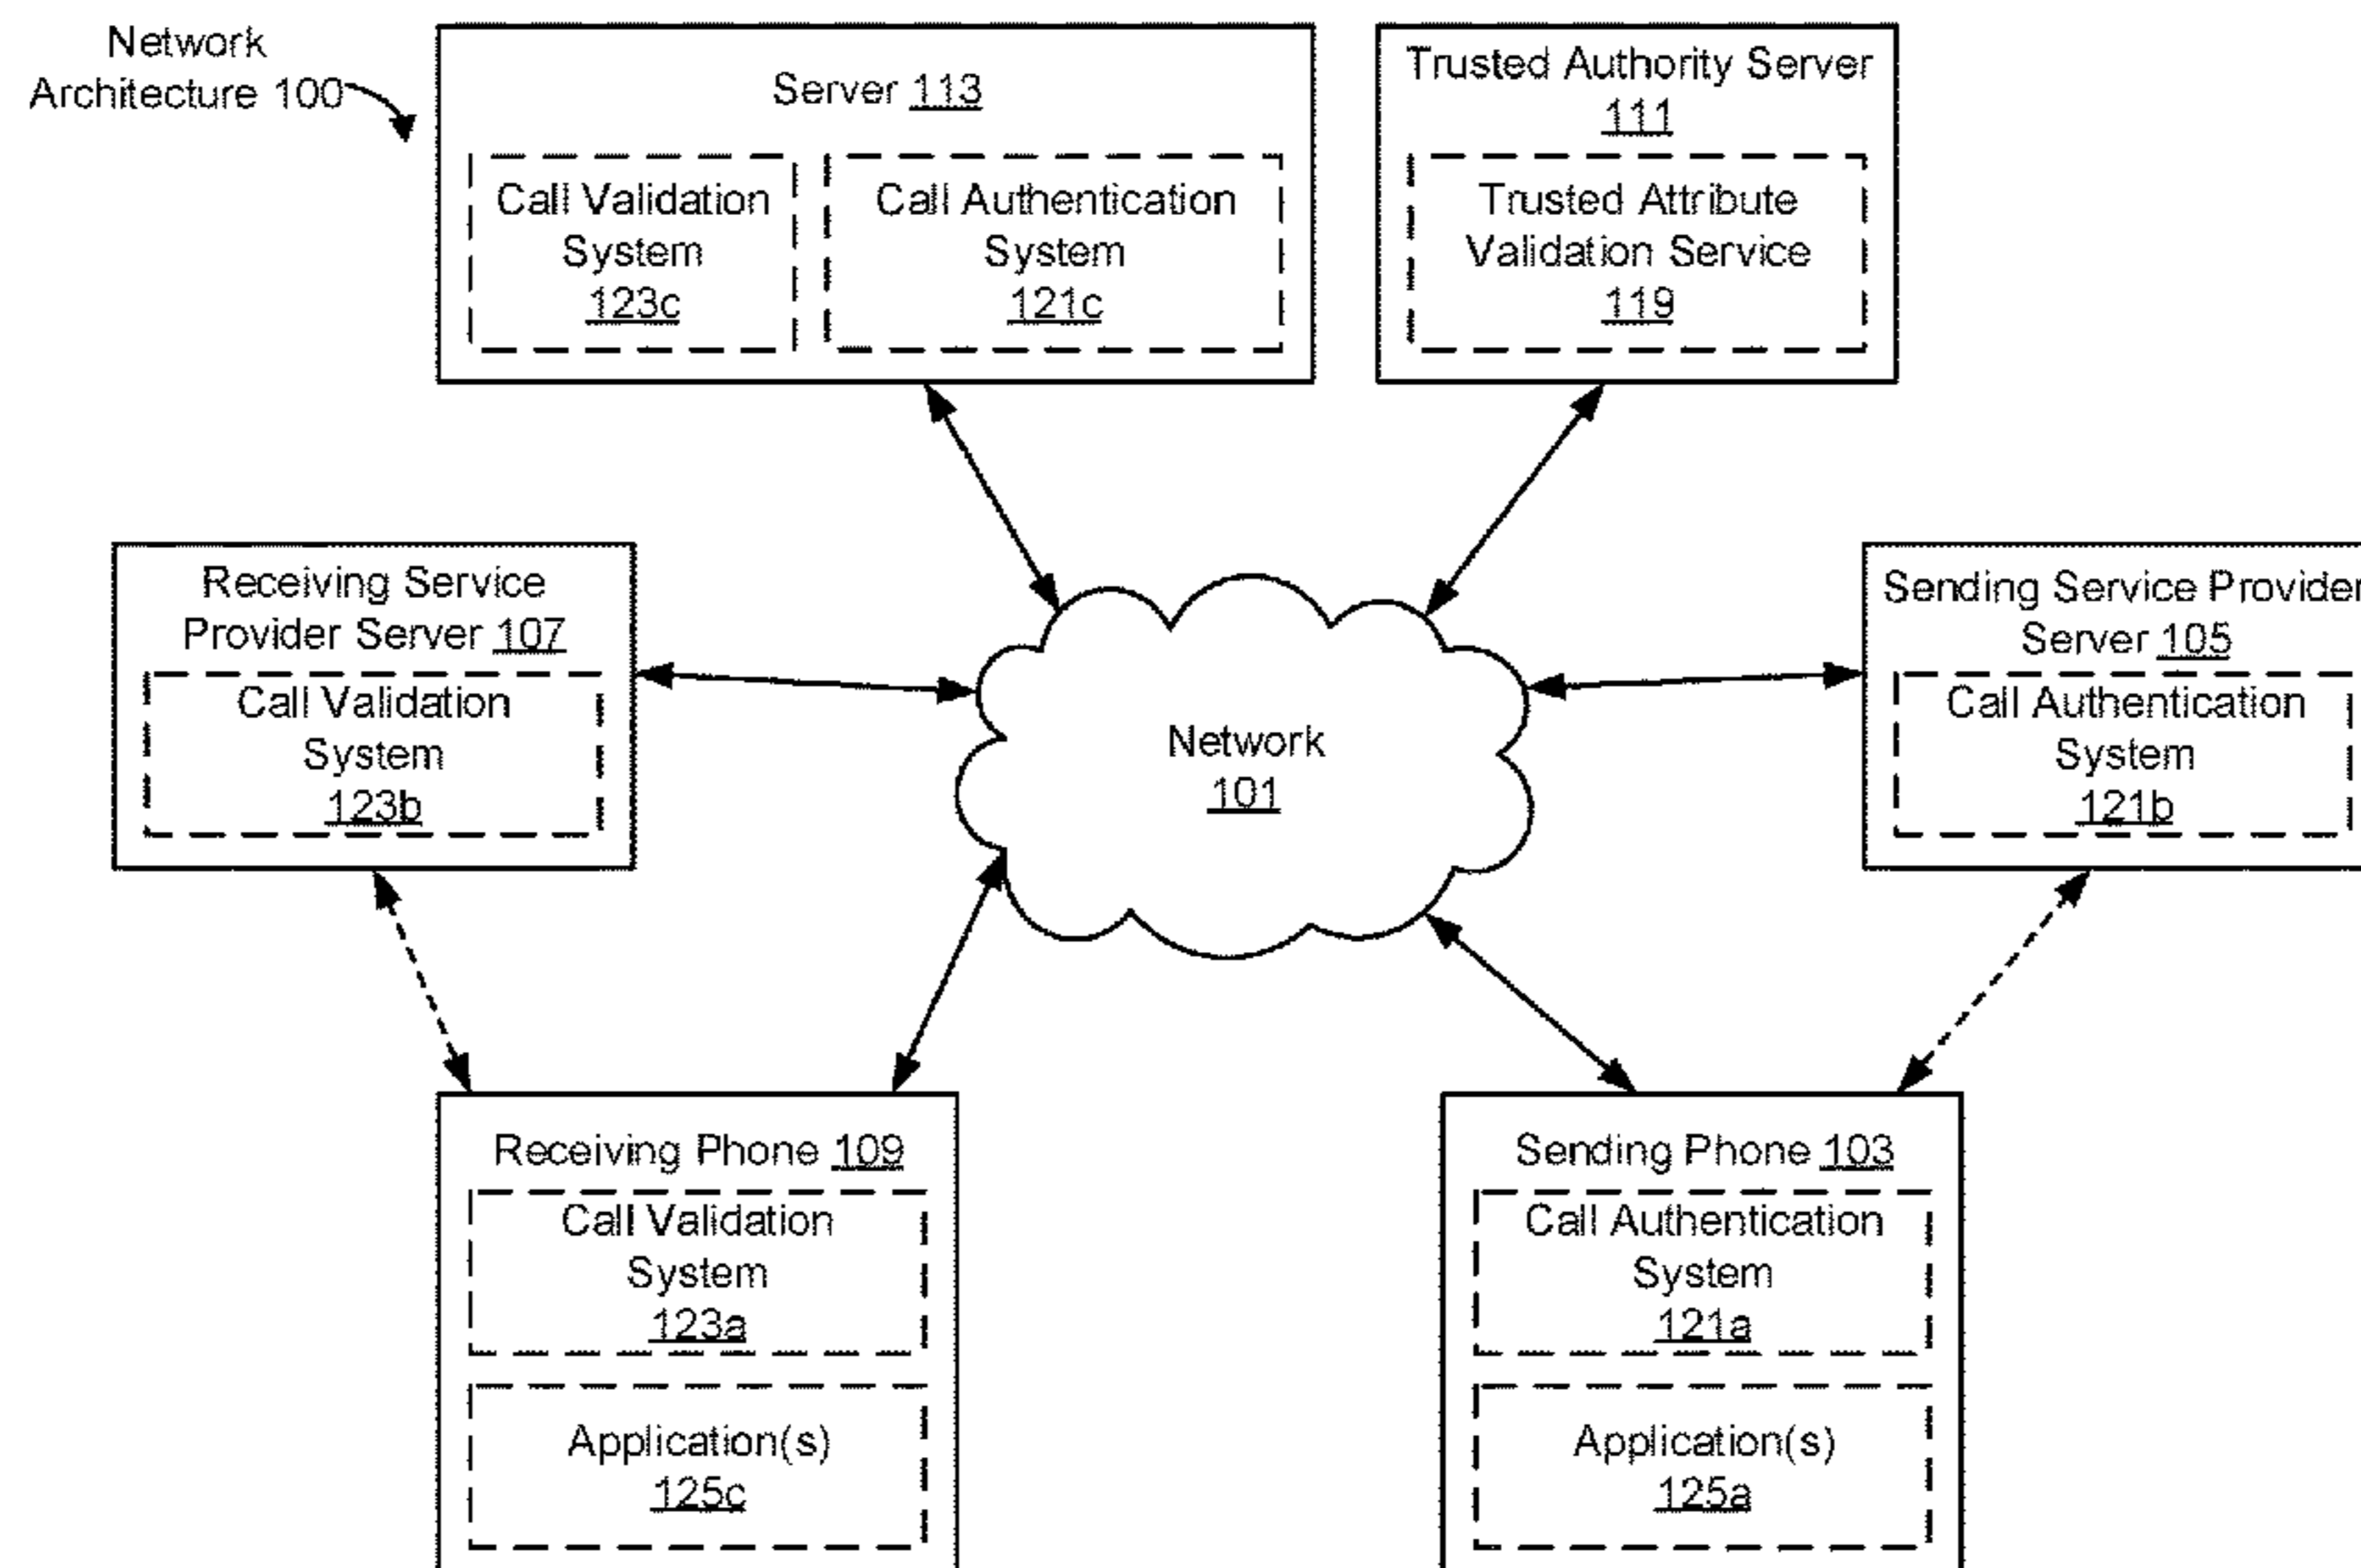 Network
Architecture 100
Server 113
Call Validation
System
123c
Call Authentication
System
121c
Trusted Authority Server
111
Trusted Attribute
Validation Service
119
Receiving Service
Provider Server 107
Call Validation
System
123b
Network
101
Sending Service Provider
Server 105
Call Authentication
System
121b
Receiving Phone 109
Call Validation
System
123a
Application(s)
125c
Sending Phone 103
Call Authentication
System
121a
Application(s)
125a